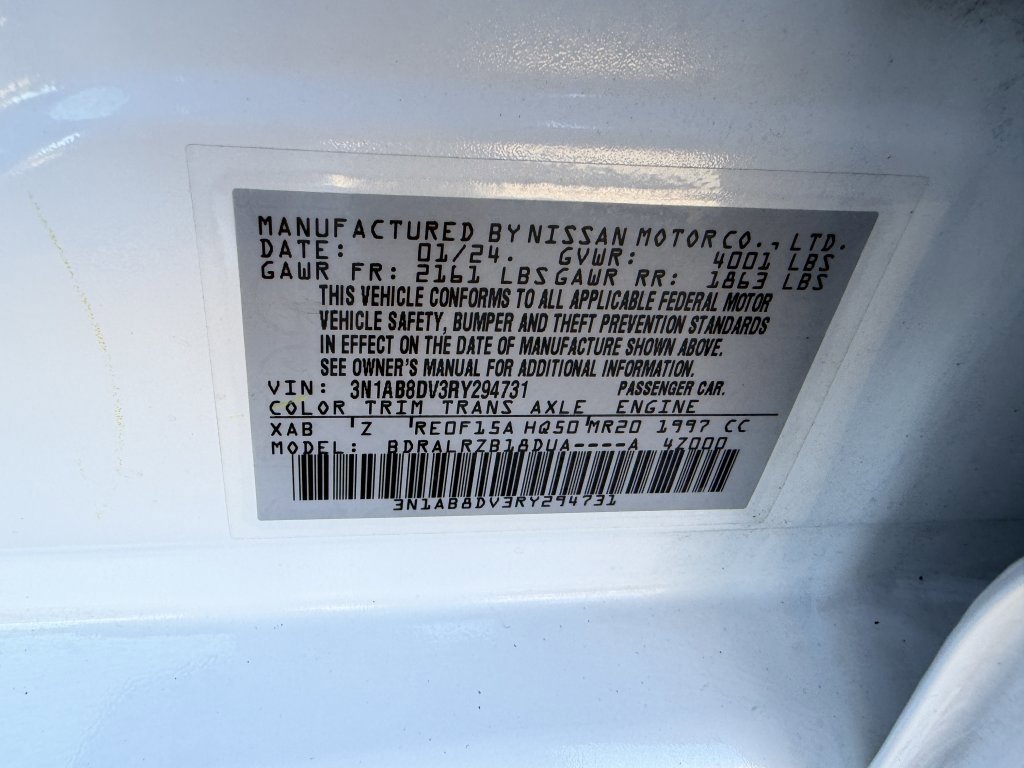 MANUFACTURED BY NISSAN MOTOR CO., LTD.
DATE: 01/24. GVWR: 4001 LBS
GAWR FR: 2161 LBS GAWR RR: 1863 LBS
THIS VEHICLE CONFORMS TO ALL APPLICABLE FEDERAL MOTOR
VEHICLE SAFETY, BUMPER AND THEFT PREVENTION STANDARDS
IN EFFECT ON THE DATE OF MANUFACTURE SHOWN ABOVE.
SEE OWNER'S MANUAL FOR ADDITIONAL INFORMATION.
VIN: 3N1AB8DV3RY294731 PASSENGER CAR.
COLOR TRIM TRANS AXLE ENGINE
XAB Z RE0F15A HQ50 MR20 1997 CC
MODEL: BDRALRZB18DUA----A 4Z000
3N1AB8DV3RY294731